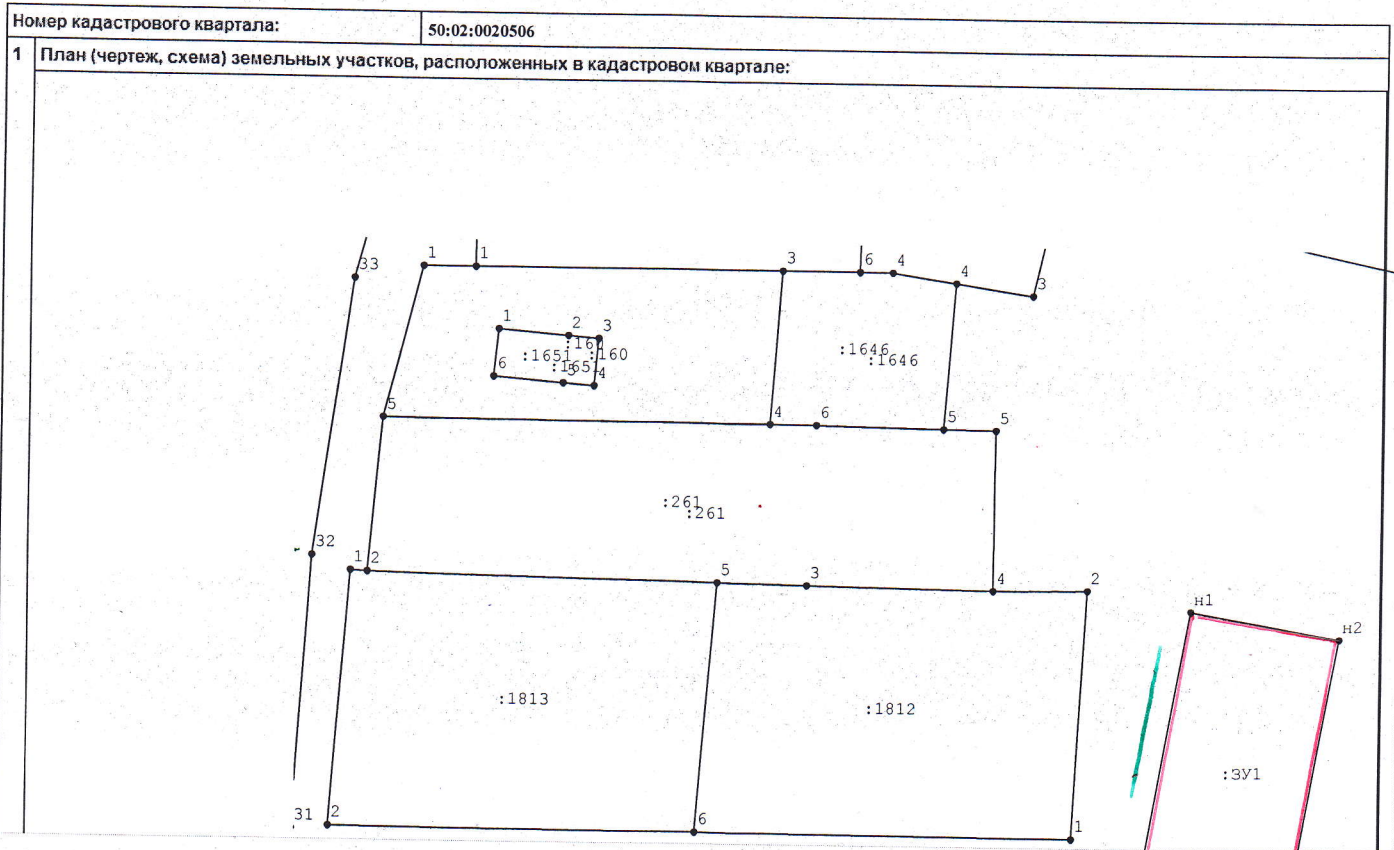 Номер кадастрового квартала: 50:02:0020506
1 План (чертеж, схема) земельных участков, расположенных в кадастровом квартале:
33 1 1 3 6 4 4 3
1 2 3
:160
:1651
6 :1651 5 4
:1646
:1646
5 4 6 5 5
:261
:261
32 1 2 5 3 4 2
н1
н2
:1813
:1812
:ЗУ1
31 2 6 1